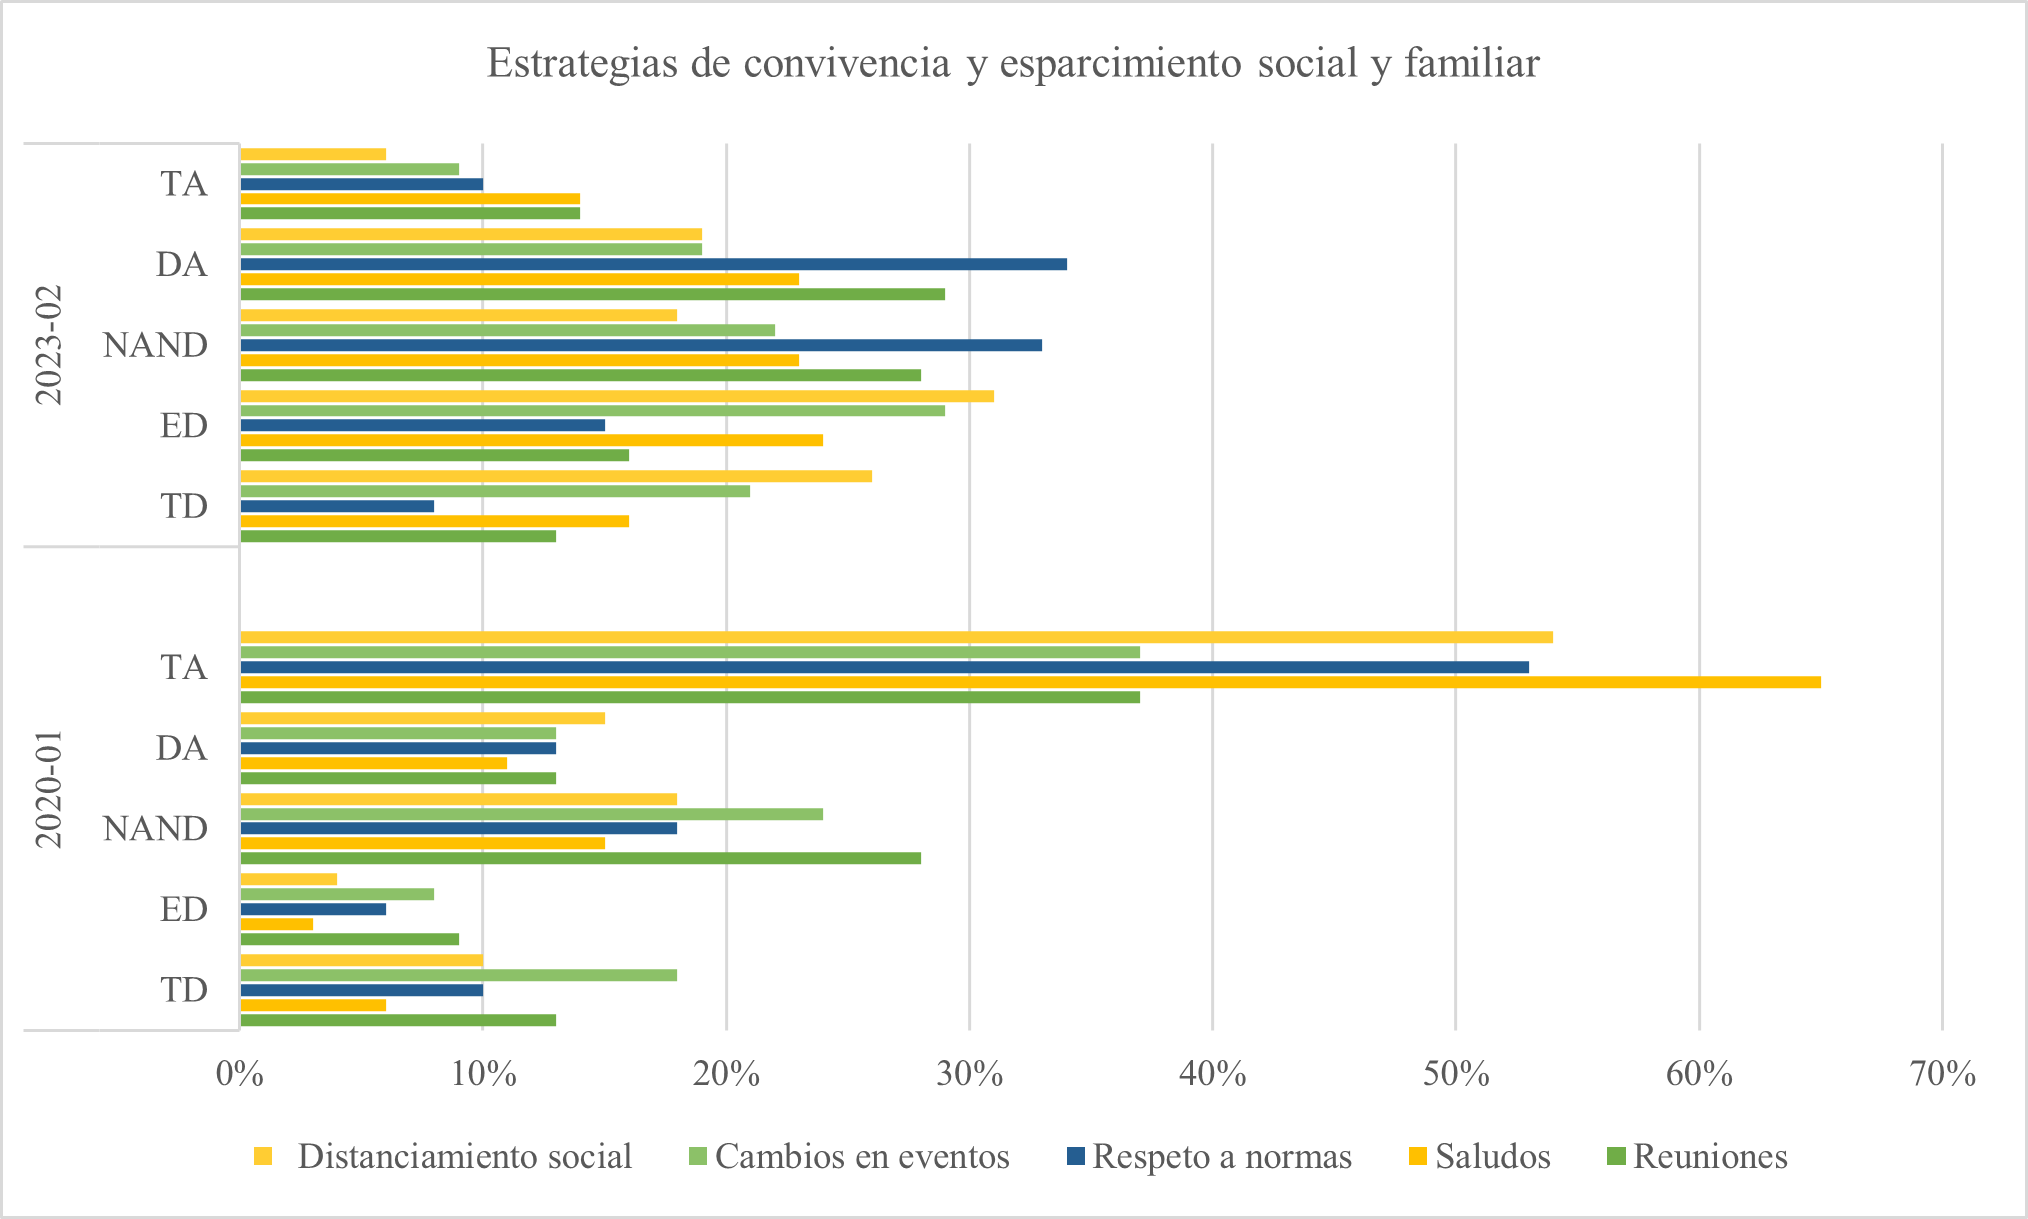 Estrategias de convivencia y esparcimiento social y familiar
2023-02
TA
DA
NAND
ED
TD
2020-01
TA
DA
NAND
ED
TD
0% 10% 20% 30% 40% 50% 60% 70%
Distanciamiento social Cambios en eventos Respeto a normas Saludos Reuniones